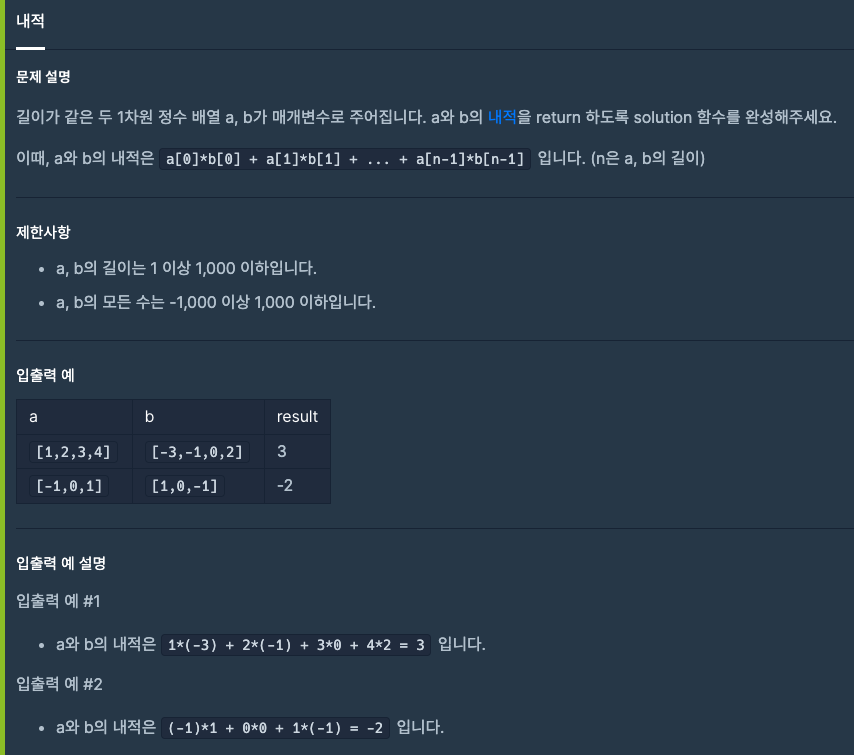 내적
문제 설명
길이가 같은 두 1차원 정수 배열 a, b가 매개변수로 주어집니다. a와 b의 내적을 return 하도록 solution 함수를 완성해주세요.
이때, a와 b의 내적은 a[0]*b[0] + a[1]*b[1] + ... + a[n-1]*b[n-1] 입니다. (n은 a, b의 길이)
제한사항
• a, b의 길이는 1 이상 1,000 이하입니다.
• a, b의 모든 수는 -1,000 이상 1,000 이하입니다.
입출력 예
a b result
[1,2,3,4] [-3,-1,0,2] 3
[-1,0,1] [1,0,-1] -2
입출력 예 설명
입출력 예 #1
• a와 b의 내적은 1*(-3) + 2*(-1) + 3*0 + 4*2 = 3 입니다.
입출력 예 #2
• a와 b의 내적은 (-1)*1 + 0*0 + 1*(-1) = -2 입니다.